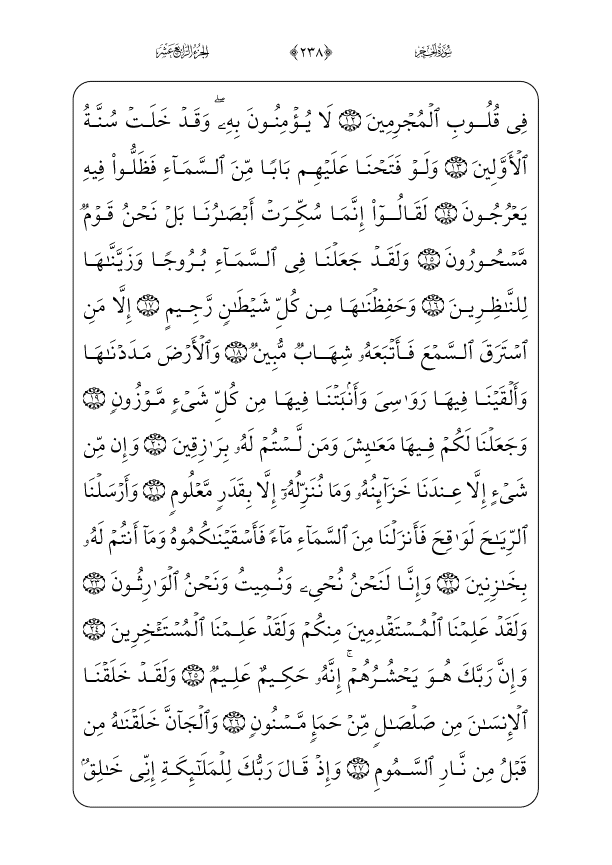 سُورَةُ الحِجْرِ ﴿٢٣٨﴾ الجُزْءُ الرَّابِعَ عَشَرَ
فِى قُلُوبِ ٱلْمُجْرِمِينَ ١٢ لَا يُؤْمِنُونَ بِهِۦ ۖ وَقَدْ خَلَتْ سُنَّةُ
ٱلْأَوَّلِينَ ١٣ وَلَوْ فَتَحْنَا عَلَيْهِم بَابًا مِّنَ ٱلسَّمَآءِ فَظَلُّوا۟ فِيهِ
يَعْرُجُونَ ١٤ لَقَالُوٓا۟ إِنَّمَا سُكِّرَتْ أَبْصَٰرُنَا بَلْ نَحْنُ قَوْمٌ
مَّسْحُورُونَ ١٥ وَلَقَدْ جَعَلْنَا فِى ٱلسَّمَآءِ بُرُوجًا وَزَيَّنَّٰهَا
لِلنَّٰظِرِينَ ١٦ وَحَفِظْنَٰهَا مِن كُلِّ شَيْطَٰنٍ رَّجِيمٍ ١٧ إِلَّا مَنِ
ٱسْتَرَقَ ٱلسَّمْعَ فَأَتْبَعَهُۥ شِهَابٌ مُّبِينٌ ١٨ وَٱلْأَرْضَ مَدَدْنَٰهَا
وَأَلْقَيْنَا فِيهَا رَوَٰسِىَ وَأَنۢبَتْنَا فِيهَا مِن كُلِّ شَىْءٍ مَّوْزُونٍ ١٩
وَجَعَلْنَا لَكُمْ فِيهَا مَعَٰيِشَ وَمَن لَّسْتُمْ لَهُۥ بِرَٰزِقِينَ ٢٠ وَإِن مِّن
شَىْءٍ إِلَّا عِندَنَا خَزَآئِنُهُۥ وَمَا نُنَزِّلُهُۥٓ إِلَّا بِقَدَرٍ مَّعْلُومٍ ٢١ وَأَرْسَلْنَا
ٱلرِّيَٰحَ لَوَٰقِحَ فَأَنزَلْنَا مِنَ ٱلسَّمَآءِ مَآءً فَأَسْقَيْنَٰكُمُوهُ وَمَآ أَنتُمْ لَهُۥ
بِخَٰزِنِينَ ٢٢ وَإِنَّا لَنَحْنُ نُحْىِۦ وَنُمِيتُ وَنَحْنُ ٱلْوَٰرِثُونَ ٢٣
وَلَقَدْ عَلِمْنَا ٱلْمُسْتَقْدِمِينَ مِنكُمْ وَلَقَدْ عَلِمْنَا ٱلْمُسْتَـْٔخِرِينَ ٢٤
وَإِنَّ رَبَّكَ هُوَ يَحْشُرُهُمْ ۚ إِنَّهُۥ حَكِيمٌ عَلِيمٌ ٢٥ وَلَقَدْ خَلَقْنَا
ٱلْإِنسَٰنَ مِن صَلْصَٰلٍ مِّنْ حَمَإٍ مَّسْنُونٍ ٢٦ وَٱلْجَآنَّ خَلَقْنَٰهُ مِن
قَبْلُ مِن نَّارِ ٱلسَّمُومِ ٢٧ وَإِذْ قَالَ رَبُّكَ لِلْمَلَٰٓئِكَةِ إِنِّى خَٰلِقٌۢ